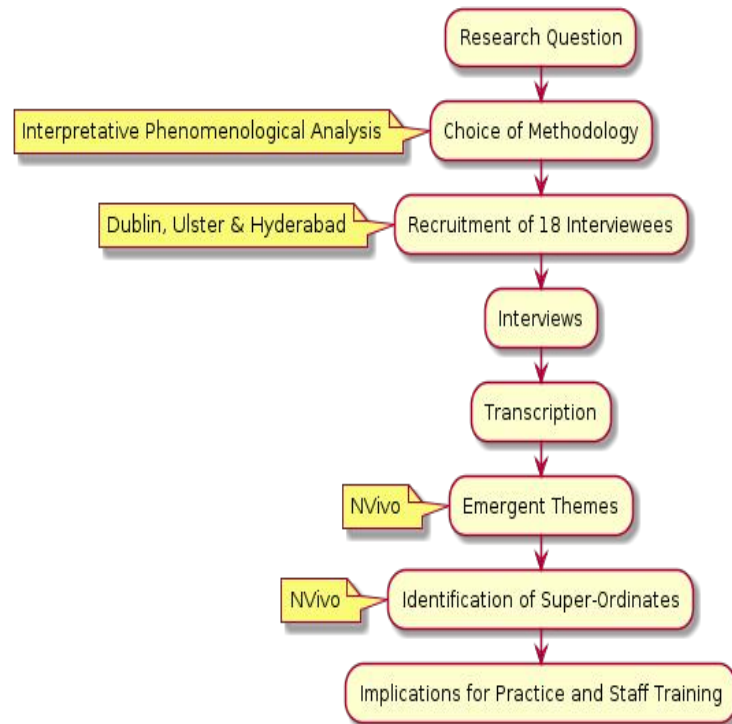 Research Question
Interpretative Phenomenological Analysis
Choice of Methodology
Dublin, Ulster & Hyderabad
Recruitment of 18 Interviewees
Interviews
Transcription
NVivo
Emergent Themes
NVivo
Identification of Super-Ordinates
Implications for Practice and Staff Training